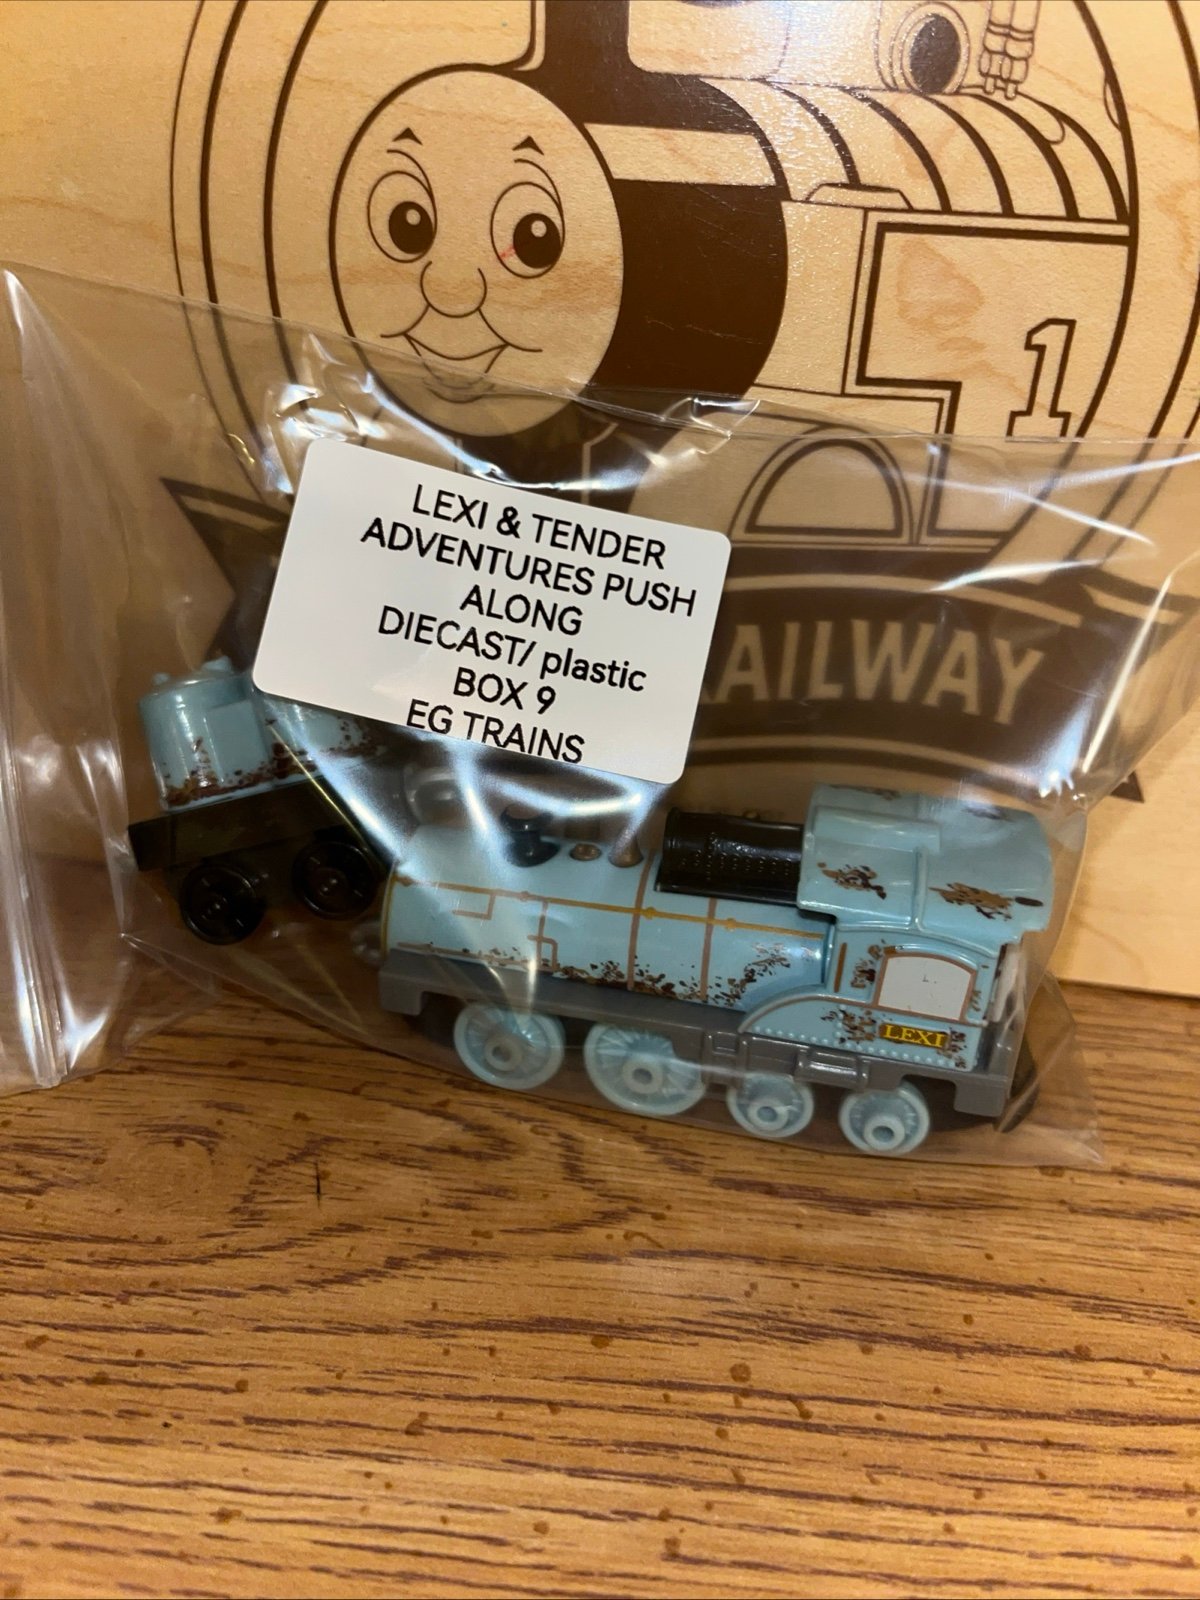 1
LEXI & TENDER
ADVENTURES PUSH
ALONG
DIECAST/ plastic
BOX 9
EG TRAINS
RAILWAY
LEXI